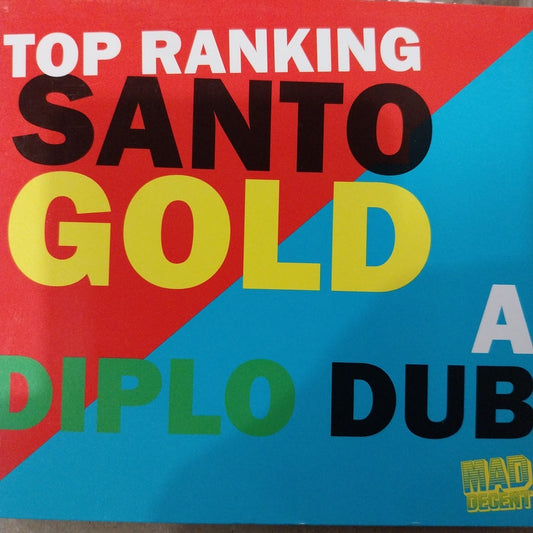 TOP RANKING
SANTO
GOLD
A
DIPLO DUB
MAD
DECENT